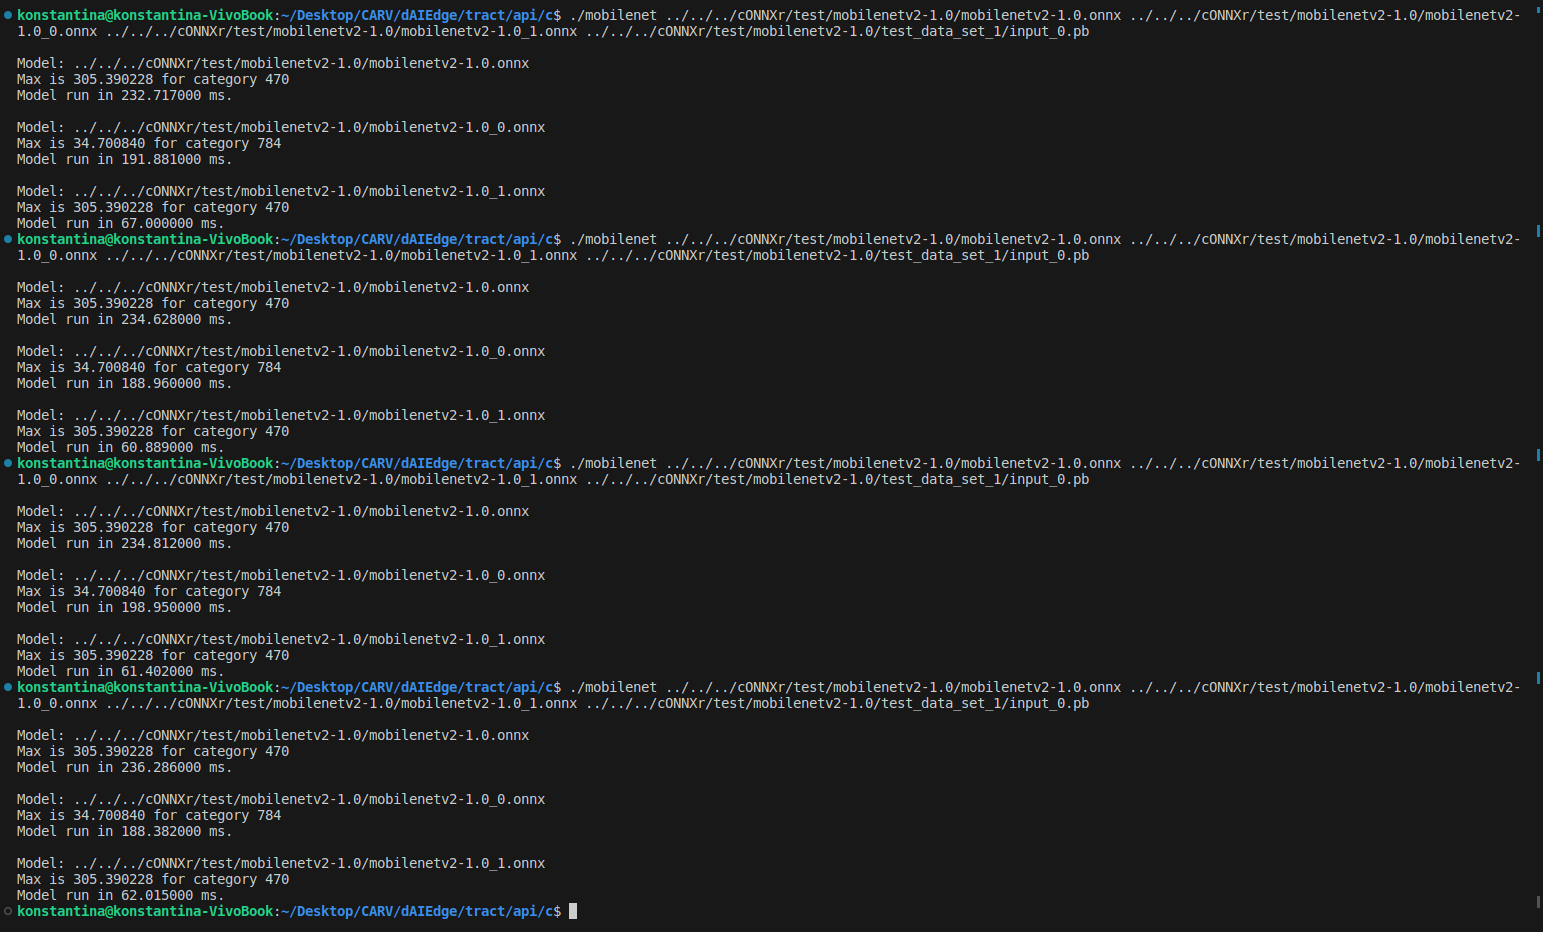 konstantina@konstantina-VivoBook:~/Desktop/CARV/dAIEdge/tract/api/c$ ./mobilenet ../../../cONNXr/test/mobilenetv2-1.0/mobilenetv2-1.0.onnx ../../../cONNXr/test/mobilenetv2-1.0/mobilenetv2-
1.0_0.onnx ../../../cONNXr/test/mobilenetv2-1.0/mobilenetv2-1.0_1.onnx ../../../cONNXr/test/mobilenetv2-1.0/test_data_set_1/input_0.pb
Model: ../../../cONNXr/test/mobilenetv2-1.0/mobilenetv2-1.0.onnx
Max is 305.390228 for category 470
Model run in 232.717000 ms.
Model: ../../../cONNXr/test/mobilenetv2-1.0/mobilenetv2-1.0_0.onnx
Max is 34.700840 for category 784
Model run in 191.881000 ms.
Model: ../../../cONNXr/test/mobilenetv2-1.0/mobilenetv2-1.0_1.onnx
Max is 305.390228 for category 470
Model run in 67.000000 ms.
konstantina@konstantina-VivoBook:~/Desktop/CARV/dAIEdge/tract/api/c$ ./mobilenet ../../../cONNXr/test/mobilenetv2-1.0/mobilenetv2-1.0.onnx ../../../cONNXr/test/mobilenetv2-1.0/mobilenetv2-
1.0_0.onnx ../../../cONNXr/test/mobilenetv2-1.0/mobilenetv2-1.0_1.onnx ../../../cONNXr/test/mobilenetv2-1.0/test_data_set_1/input_0.pb
Model: ../../../cONNXr/test/mobilenetv2-1.0/mobilenetv2-1.0.onnx
Max is 305.390228 for category 470
Model run in 234.628000 ms.
Model: ../../../cONNXr/test/mobilenetv2-1.0/mobilenetv2-1.0_0.onnx
Max is 34.700840 for category 784
Model run in 188.960000 ms.
Model: ../../../cONNXr/test/mobilenetv2-1.0/mobilenetv2-1.0_1.onnx
Max is 305.390228 for category 470
Model run in 60.889000 ms.
konstantina@konstantina-VivoBook:~/Desktop/CARV/dAIEdge/tract/api/c$ ./mobilenet ../../../cONNXr/test/mobilenetv2-1.0/mobilenetv2-1.0.onnx ../../../cONNXr/test/mobilenetv2-1.0/mobilenetv2-
1.0_0.onnx ../../../cONNXr/test/mobilenetv2-1.0/mobilenetv2-1.0_1.onnx ../../../cONNXr/test/mobilenetv2-1.0/test_data_set_1/input_0.pb
Model: ../../../cONNXr/test/mobilenetv2-1.0/mobilenetv2-1.0.onnx
Max is 305.390228 for category 470
Model run in 234.812000 ms.
Model: ../../../cONNXr/test/mobilenetv2-1.0/mobilenetv2-1.0_0.onnx
Max is 34.700840 for category 784
Model run in 198.950000 ms.
Model: ../../../cONNXr/test/mobilenetv2-1.0/mobilenetv2-1.0_1.onnx
Max is 305.390228 for category 470
Model run in 61.402000 ms.
konstantina@konstantina-VivoBook:~/Desktop/CARV/dAIEdge/tract/api/c$ ./mobilenet ../../../cONNXr/test/mobilenetv2-1.0/mobilenetv2-1.0.onnx ../../../cONNXr/test/mobilenetv2-1.0/mobilenetv2-
1.0_0.onnx ../../../cONNXr/test/mobilenetv2-1.0/mobilenetv2-1.0_1.onnx ../../../cONNXr/test/mobilenetv2-1.0/test_data_set_1/input_0.pb
Model: ../../../cONNXr/test/mobilenetv2-1.0/mobilenetv2-1.0.onnx
Max is 305.390228 for category 470
Model run in 236.286000 ms.
Model: ../../../cONNXr/test/mobilenetv2-1.0/mobilenetv2-1.0_0.onnx
Max is 34.700840 for category 784
Model run in 188.382000 ms.
Model: ../../../cONNXr/test/mobilenetv2-1.0/mobilenetv2-1.0_1.onnx
Max is 305.390228 for category 470
Model run in 62.015000 ms.
konstantina@konstantina-VivoBook:~/Desktop/CARV/dAIEdge/tract/api/c$